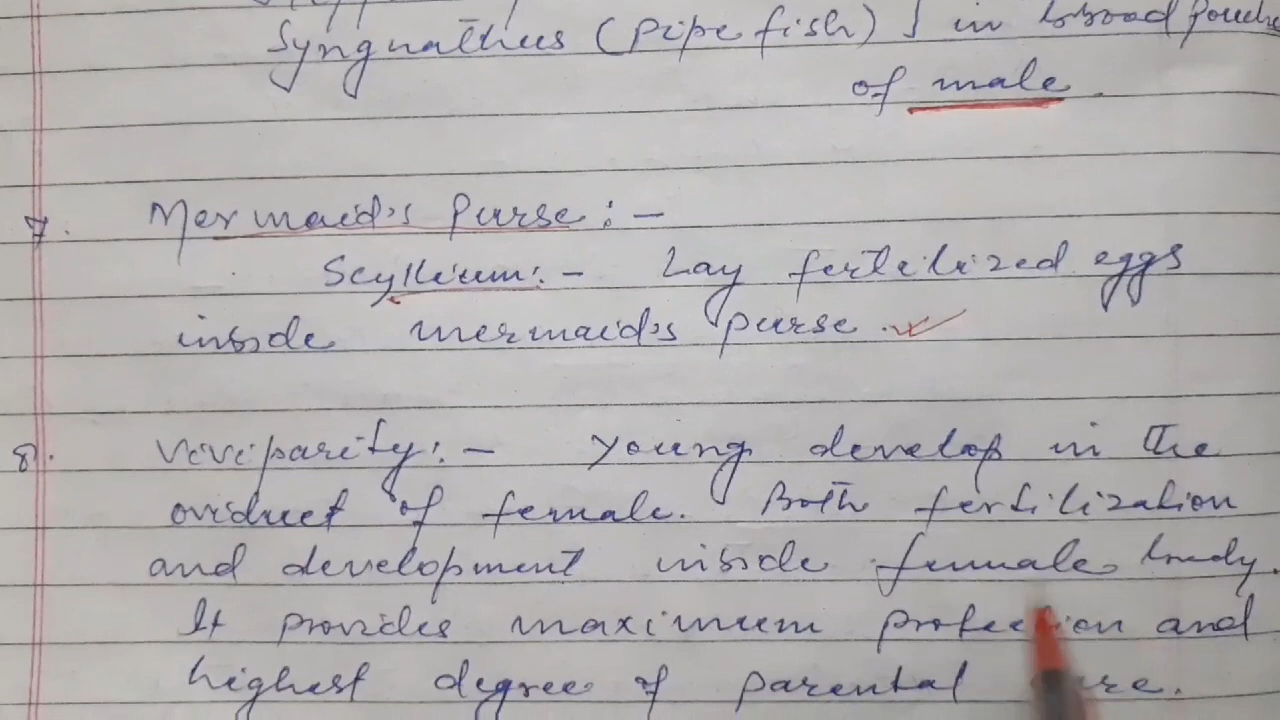 Syngnathus (Pipe fish) } in brood pouch
of male.
7. Mermaid's Purse :-
Scyllium :- Lay fertilized eggs
inside mermaid's purse.
8. Viviparity :- Young develop in the
oviduct of female. Both fertilization
and development inside female body.
It provides maximum protection and
highest degree of parental care.